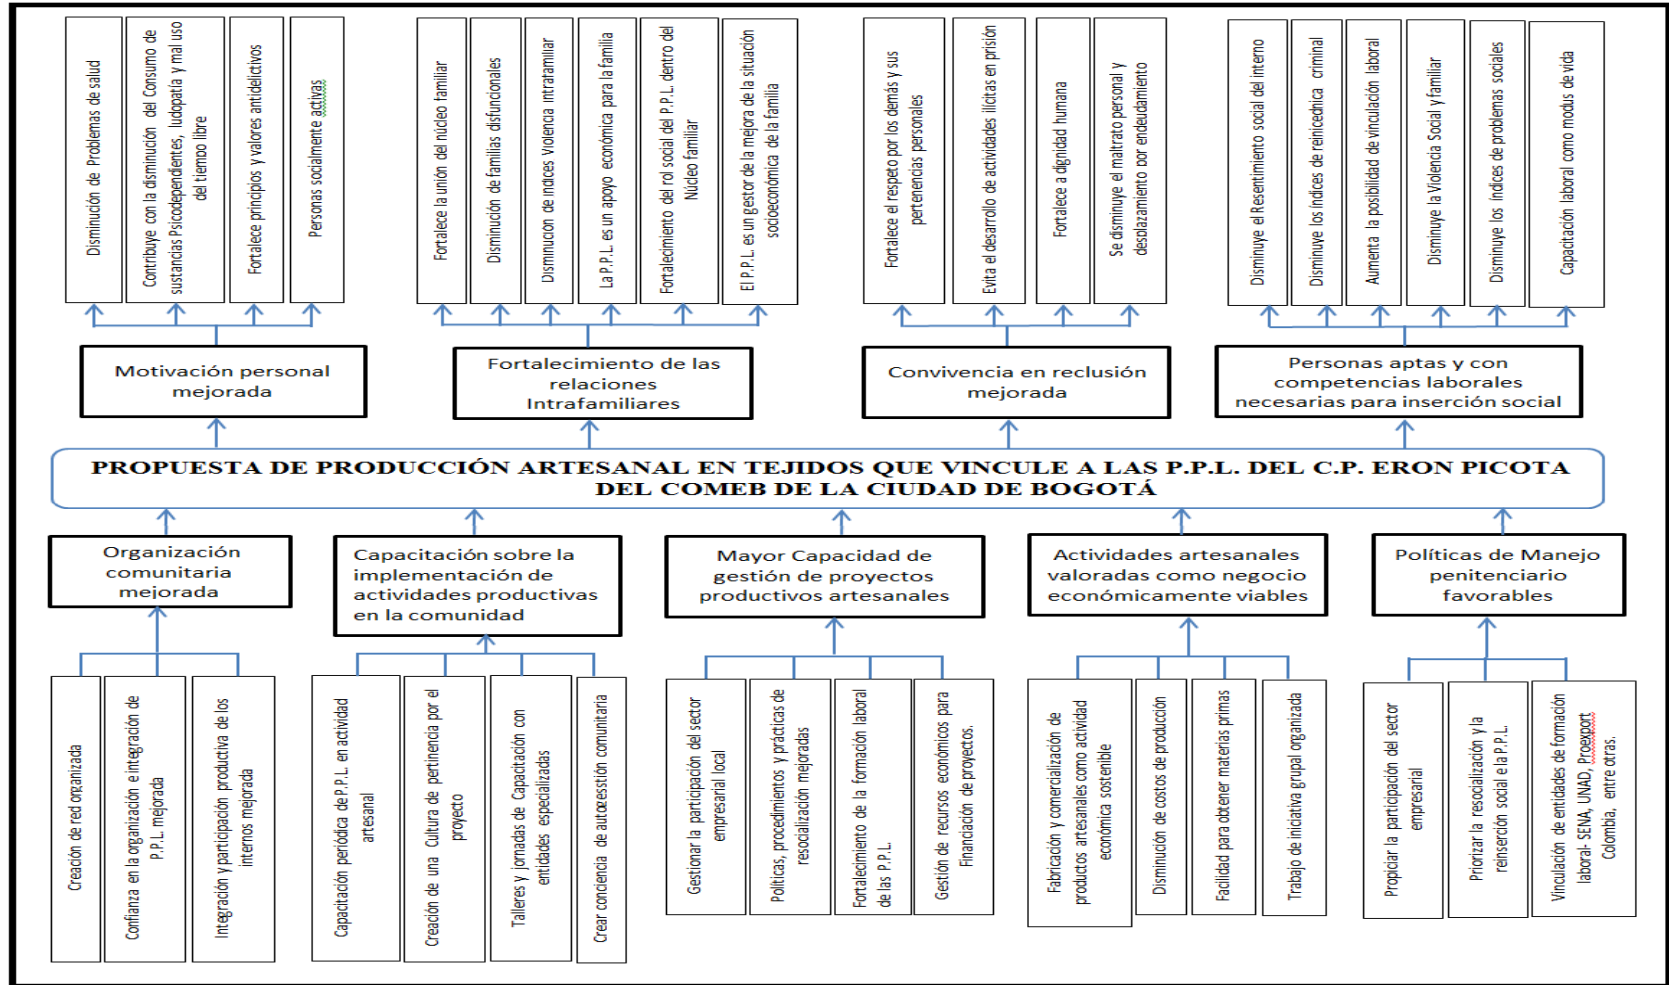 Disminución de Problemas de salud
Contribuye con la disminución del Consumo de
sustancias Psicodependientes, ludopatía y mal uso
del tiempo libre
Fortalece principios y valores antidelictivos
Personas socialmente activas
Fortalece la unión del núcleo familiar
Disminución de familias disfuncionales
Disminución de indices Violencia intratamiliar
La P.P.L. es un apoyo económica para la familia
Fortalecimiento del rol social del P.P.L. dentro del
Núcleo familiar
El P.P.L. es un gestor de la mejora de la situación
socioeconómica de la familia
Fortalece el respeto por los demás y sus
pertenencias personales
Evita el desarrollo de actividades ilícitas en prisión
Fortalece a dignidad humana
Se disminuye el maltrato personal y
desplazamiento por endeudamiento
Disminuye el Resentimiento social del interno
Disminuye los indices de reinicednica criminal
Aumenta la posibilidad de vinculación laboral
Disminuye la Violencia Social y familiar
Disminuye los índices de problemas sociales
Capacitación laboral como modus de vida
Motivación personal
mejorada
Fortalecimiento de las
relaciones
Intrafamiliares
Convivencia en reclusión
mejorada
Personas aptas y con
competencias laborales
necesarias para inserción social
PROPUESTA DE PRODUCCIÓN ARTESANAL EN TEJIDOS QUE VINCULE A LAS P.P.L. DEL C.P. ERON PICOTA
DEL COMEB DE LA CIUDAD DE BOGOTÁ
Organización
comunitaria
mejorada
Capacitación sobre la
implementación de
actividades productivas
en la comunidad
Mayor Capacidad de
gestión de proyectos
productivos artesanales
Actividades artesanales
valoradas como negocio
económicamente viables
Políticas de Manejo
penitenciario
favorables
Creación de red organizada
Confianza en la organización e integración de
P.P.L. mejorada
Integración y participación productiva de los
internos mejorada
Capacitación periódica de P.P.L. en actividad
artesanal
Creación de una Cultura de pertinencia por el
proyecto
Talleres y jornadas de Capacitación con
entidades especializadas
Crear conciencia de autogestión comunitaria
Gestionar la participación del sector
empresarial local
Políticas, procedimientos y prácticas de
resocialización mejoradas
Fortalecimiento de la formación laboral
de las P.P.L.
Gestión de recursos económicos para
Financiación de proyectos.
Fabricación y comercialización de
productos artesanales como actividad
económica sostenible
Disminución de costos de producción
Facilidad para obtener materias primas
Trabajo de iniciativa grupal organizada
Propiciar la participación del sector
empresarial
Priorizar la resocialización y la
reinserción social e la P.P.L.
Vinculación de entidades de formación
laboral- SENA, UNAD, Proexport
Colombia, entre otras.